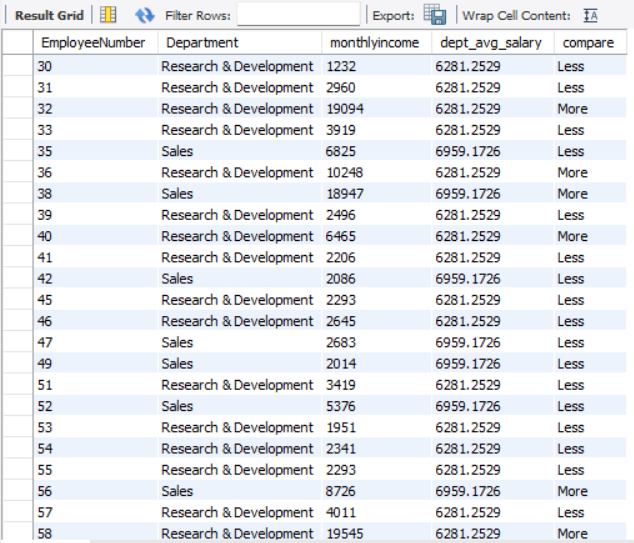 Result Grid Filter Rows: Export: Wrap Cell Content: IA
EmployeeNumber Department monthlyincome dept_avg_salary compare
30 Research & Development 1232 6281.2529 Less
31 Research & Development 2960 6281.2529 Less
32 Research & Development 19094 6281.2529 More
33 Research & Development 3919 6281.2529 Less
35 Sales 6825 6959.1726 Less
36 Research & Development 10248 6281.2529 More
38 Sales 18947 6959.1726 More
39 Research & Development 2496 6281.2529 Less
40 Research & Development 6465 6281.2529 More
41 Research & Development 2206 6281.2529 Less
42 Sales 2086 6959.1726 Less
45 Research & Development 2293 6281.2529 Less
46 Research & Development 2645 6281.2529 Less
47 Sales 2683 6959.1726 Less
49 Sales 2014 6959.1726 Less
51 Research & Development 3419 6281.2529 Less
52 Sales 5376 6959.1726 Less
53 Research & Development 1951 6281.2529 Less
54 Research & Development 2341 6281.2529 Less
55 Research & Development 2293 6281.2529 Less
56 Sales 8726 6959.1726 More
57 Research & Development 4011 6281.2529 Less
58 Research & Development 19545 6281.2529 More